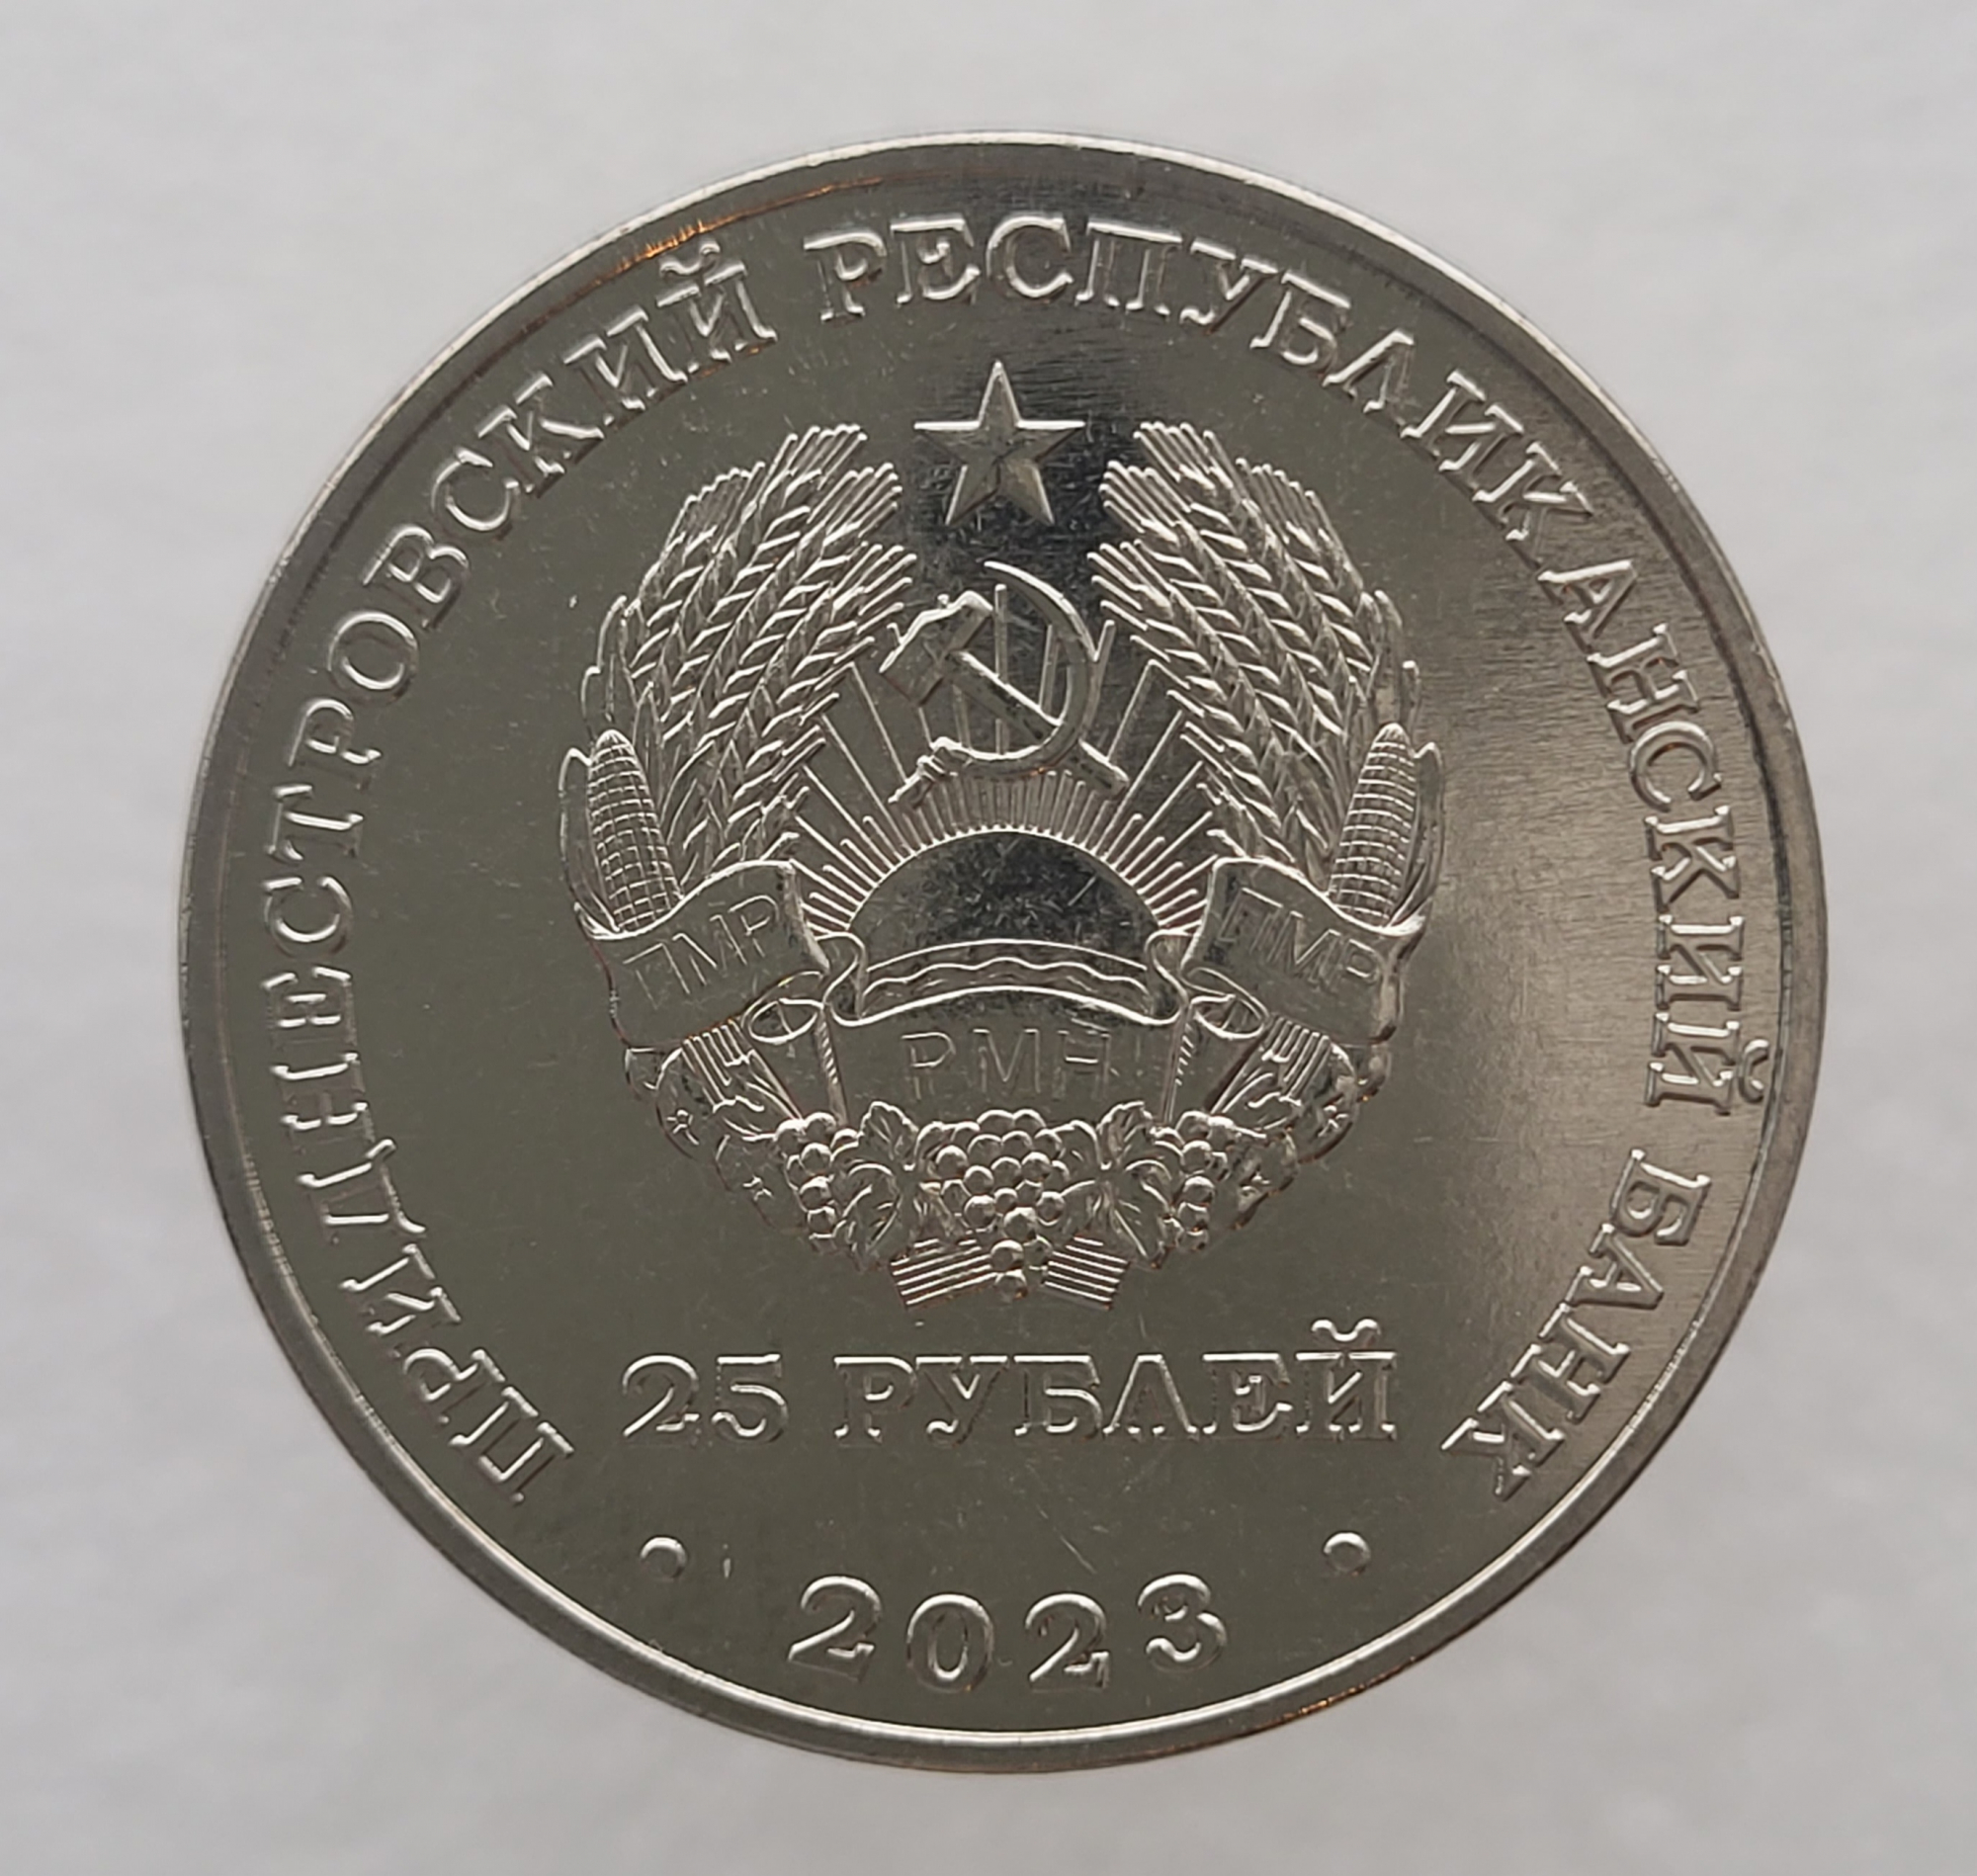 ПРИДНЕСТРОВСКИЙ РЕСПУБЛИКАНСКИЙ БАНК
ПМР
ПМР
РМН
25 РУБЛЕЙ
2023